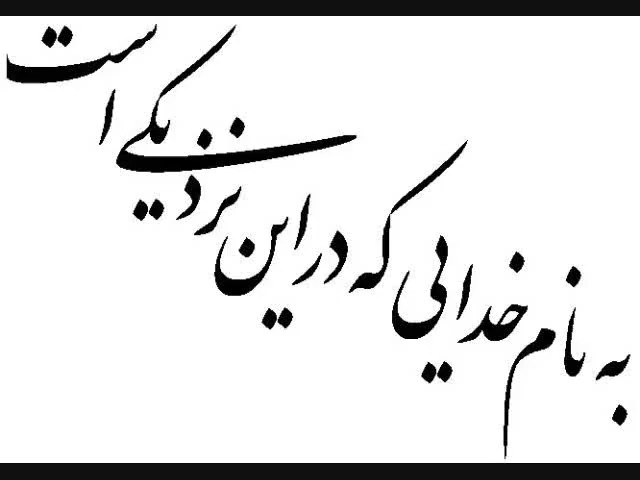 به نام خدایی که در این نزدیکی است